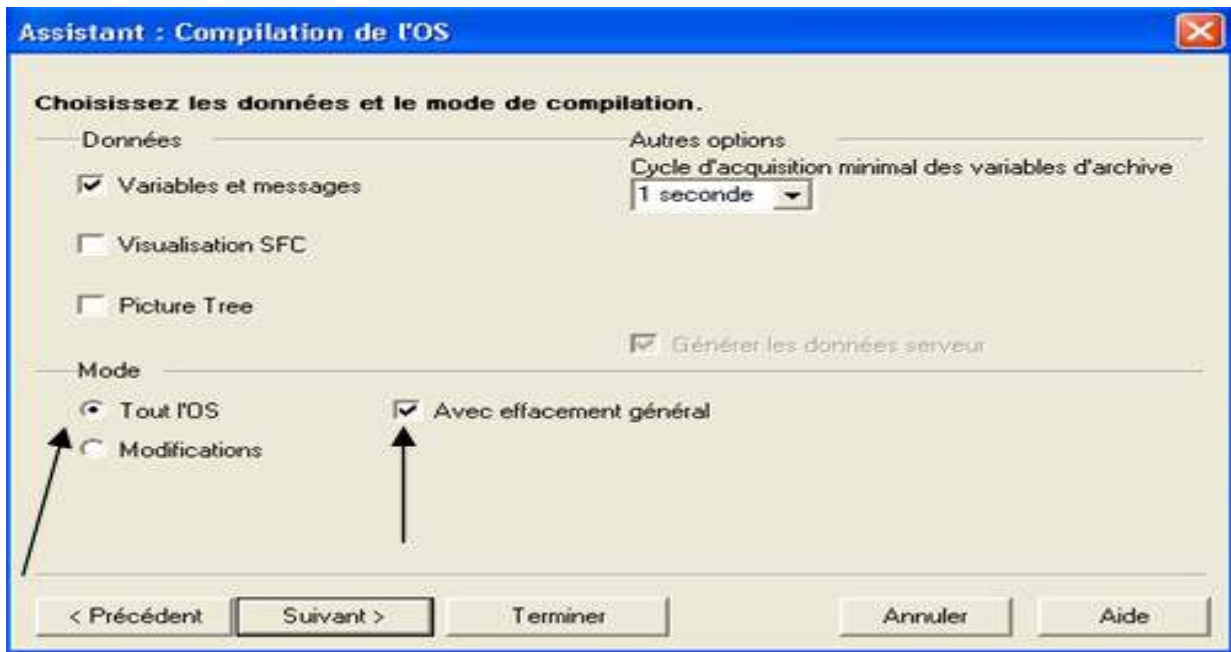 Assistant : Compilation de l'OS
Choisissez les données et le mode de compilation.
Données
Variables et messages
Visualisation SFC
Picture Tree
Autres options
Cycle d'acquisition minimal des variables d'archive
1 seconde
Générer les données serveur
Mode
Tout l'OS
Avec effacement général
Modifications
< Précédent
Suivant >
Terminer
Annuler
Aide